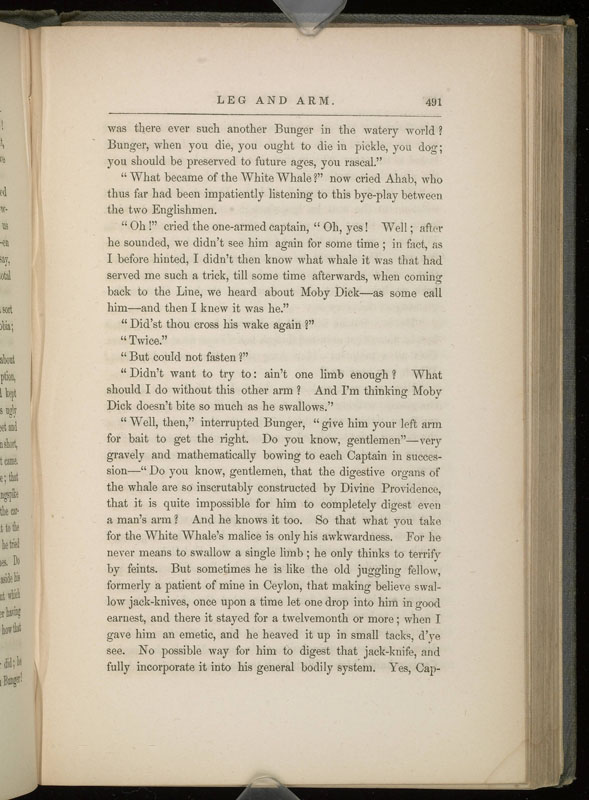 LEG AND ARM. 491
was there ever such another Bunger in the watery world?
Bunger, when you die, you ought to die in pickle, you dog;
you should be preserved to future ages, you rascal.”
“What became of the White Whale?” now cried Ahab, who
thus far had been impatiently listening to this bye-play between
the two Englishmen.
“Oh!” cried the one-armed captain, “Oh, yes! Well; after
he sounded, we didn’t see him again for some time; in fact, as
I before hinted, I didn’t then know what whale it was that had
served me such a trick, till some time afterwards, when coming
back to the Line, we heard about Moby Dick—as some call
him—and then I knew it was he.”
“Did’st thou cross his wake again?”
“Twice.”
“But could not fasten?”
“Didn’t want to try to: ain’t one limb enough? What
should I do without this other arm? And I’m thinking Moby
Dick doesn’t bite so much as he swallows.”
“Well, then,” interrupted Bunger, “give him your left arm
for bait to get the right. Do you know, gentlemen”—very
gravely and mathematically bowing to each Captain in succes-
sion—“Do you know, gentlemen, that the digestive organs of
the whale are so inscrutably constructed by Divine Providence,
that it is quite impossible for him to completely digest even
a man’s arm? And he knows it too. So that what you take
for the White Whale’s malice is only his awkwardness. For he
never means to swallow a single limb; he only thinks to terrify
by feints. But sometimes he is like the old juggling fellow,
formerly a patient of mine in Ceylon, that making believe swal-
low jack-knives, once upon a time let one drop into him in good
earnest, and there it stayed for a twelvemonth or more; when I
gave him an emetic, and he heaved it up in small tacks, d’ye
see. No possible way for him to digest that jack-knife, and
fully incorporate it into his general bodily system. Yes, Cap-